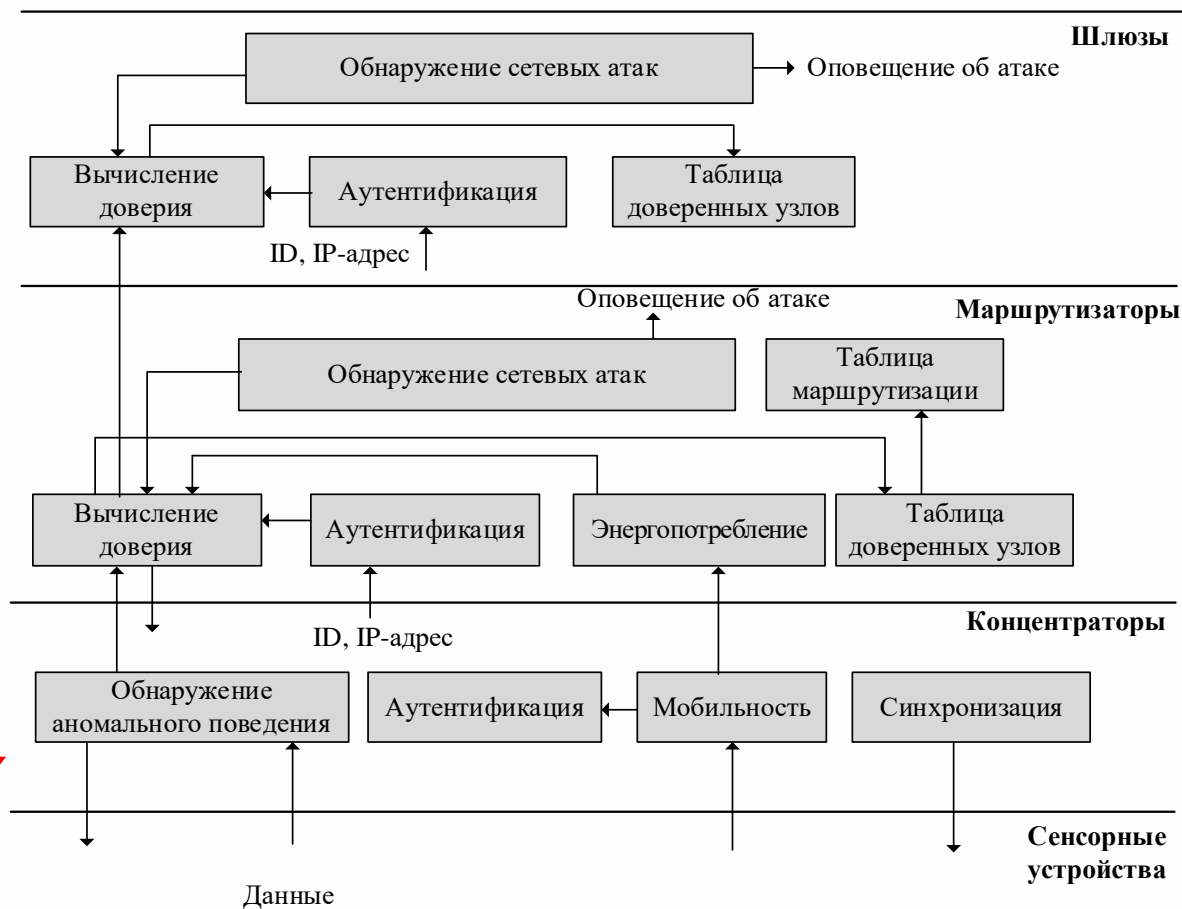 Шлюзы
Обнаружение сетевых атак
Оповещение об атаке
Вычисление
доверия
Аутентификация
Таблица
доверенных узлов
ID, IP-адрес
Оповещение об атаке
Маршрутизаторы
Обнаружение сетевых атак
Таблица
маршрутизации
Вычисление
доверия
Аутентификация
Энергопотребление
Таблица
доверенных узлов
ID, IP-адрес
Концентраторы
Обнаружение
аномального поведения
Аутентификация
Мобильность
Синхронизация
Сенсорные
устройства
Данные